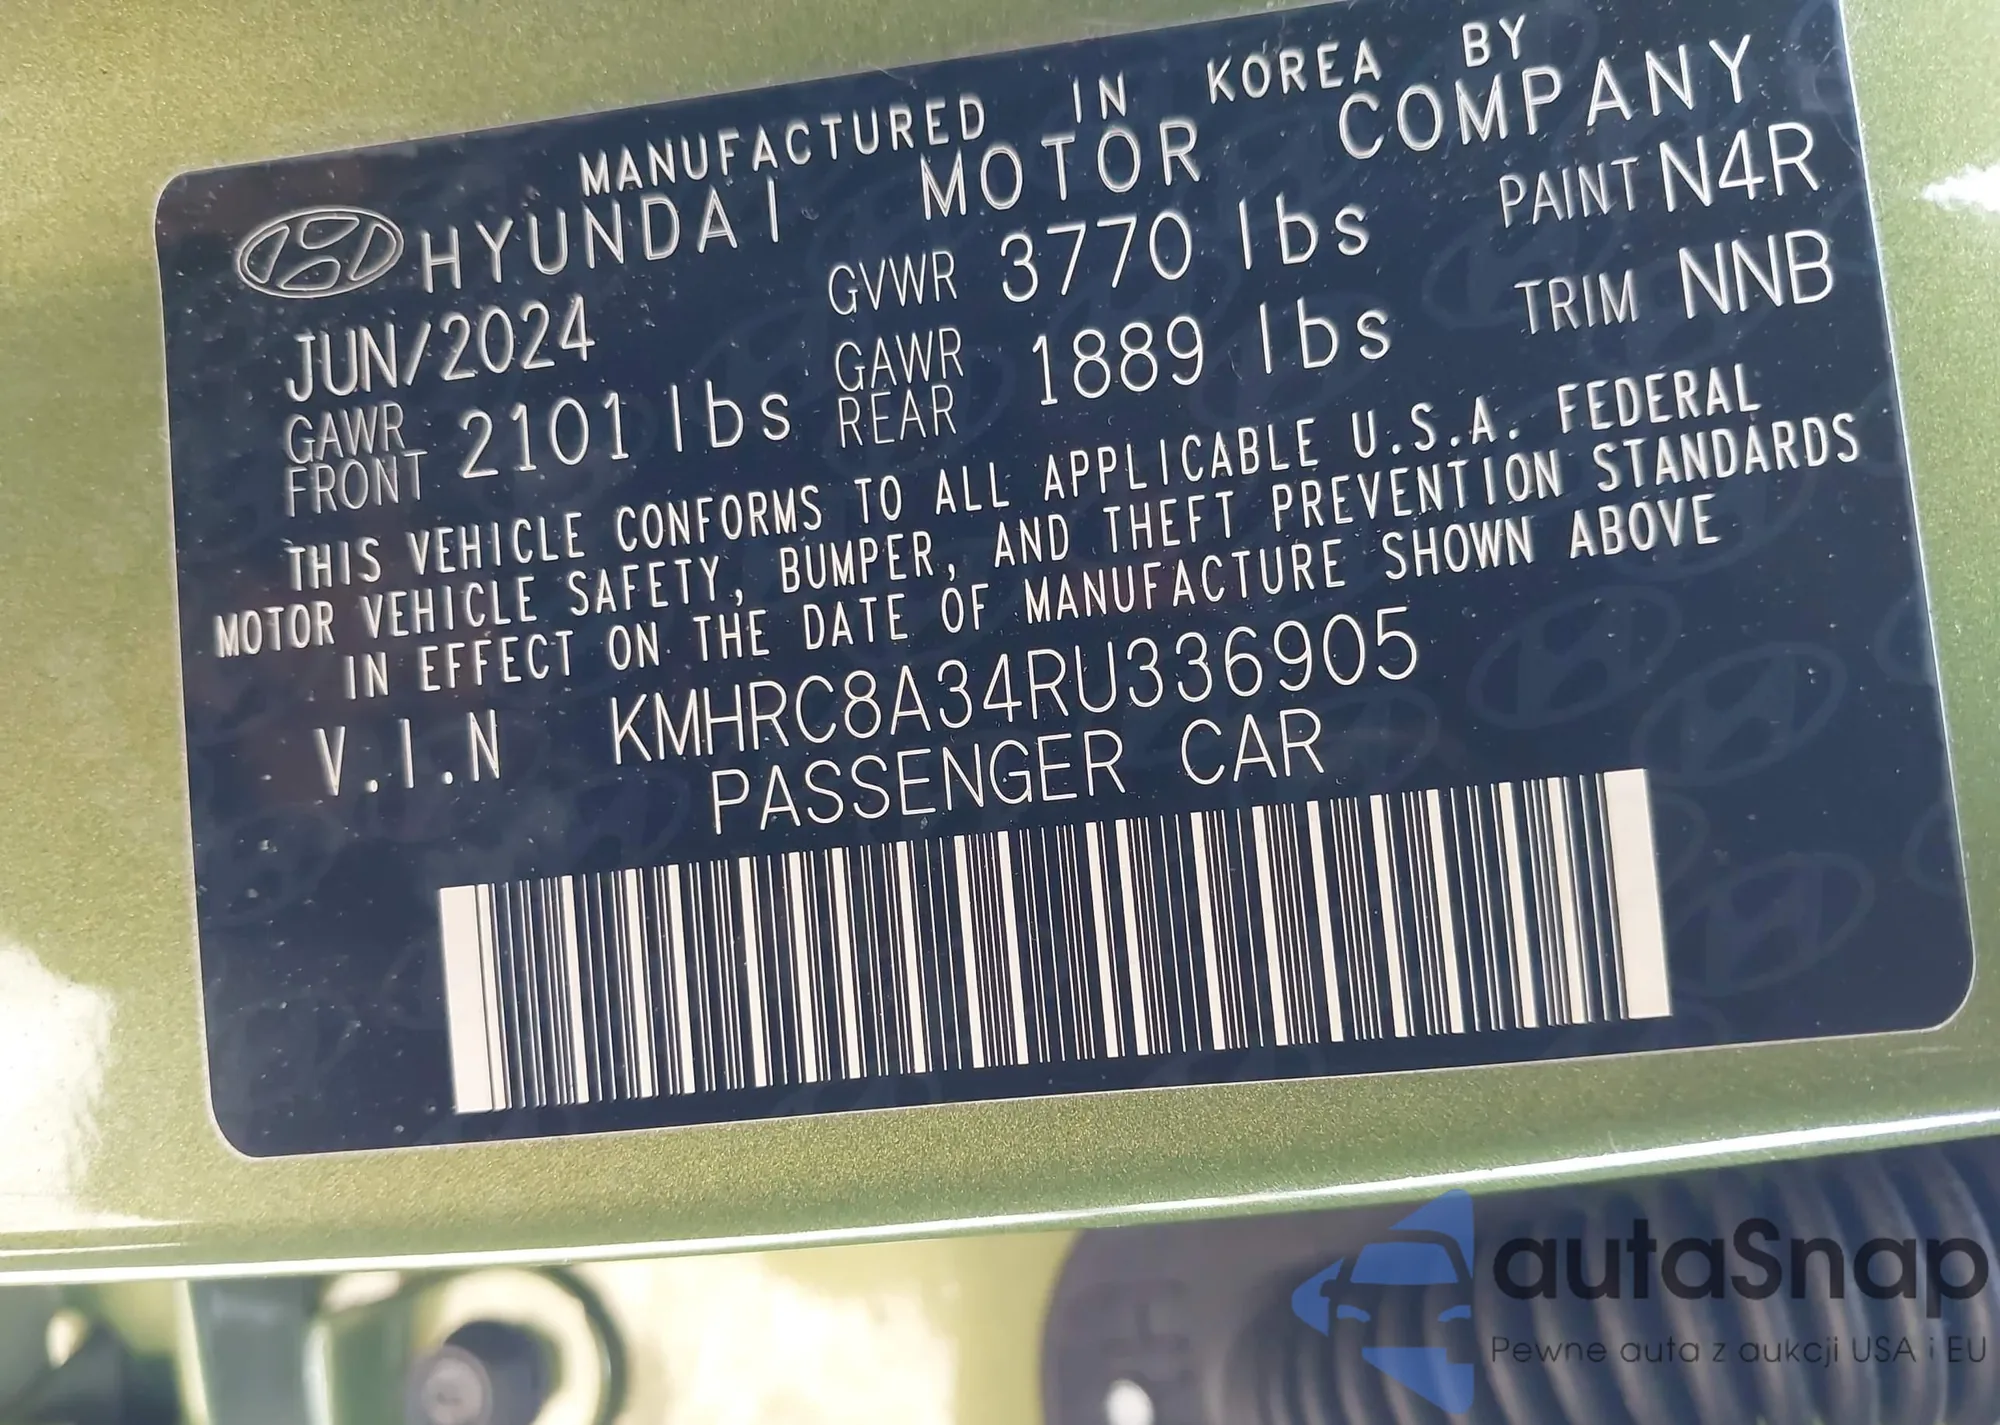 MANUFACTURED IN KOREA BY
HYUNDAI MOTOR COMPANY
JUN/2024 GVWR 3770 lbs PAINT N4R
GAWR FRONT 2101 lbs GAWR REAR 1889 lbs TRIM NNB
THIS VEHICLE CONFORMS TO ALL APPLICABLE U.S.A. FEDERAL
MOTOR VEHICLE SAFETY, BUMPER, AND THEFT PREVENTION STANDARDS
IN EFFECT ON THE DATE OF MANUFACTURE SHOWN ABOVE
V.I.N KMHRC8A34RU336905
PASSENGER CAR
autaSnap
Pewne auta z aukcji USA i EU